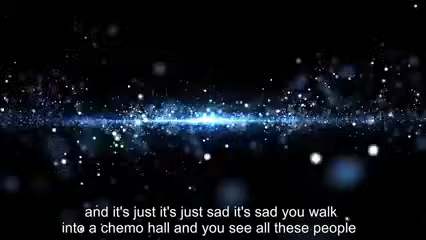 and it's just it's just sad it's sad you walk
into a chemo hall and you see all these people